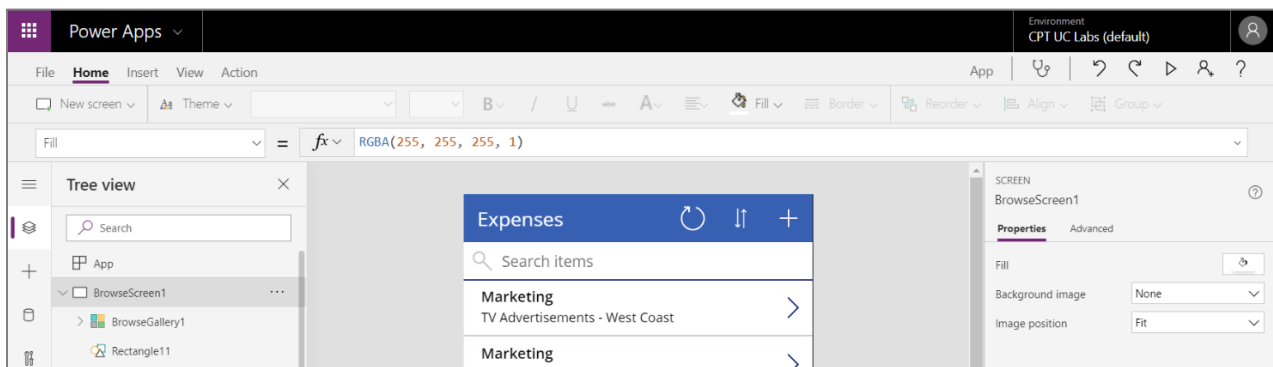 Power Apps
Environment
CPT UC Labs (default)
File Home Insert View Action App ?
New screen Theme B / U abc A Fill Border Reorder Align Group
Fill = fx RGBA(255, 255, 255, 1)
Tree view
Search
App
BrowseScreen1 ...
BrowseGallery1
Rectangle11
Expenses
Search items
Marketing
TV Advertisements - West Coast
Marketing
SCREEN
BrowseScreen1
Properties Advanced
Fill
Background image None
Image position Fit